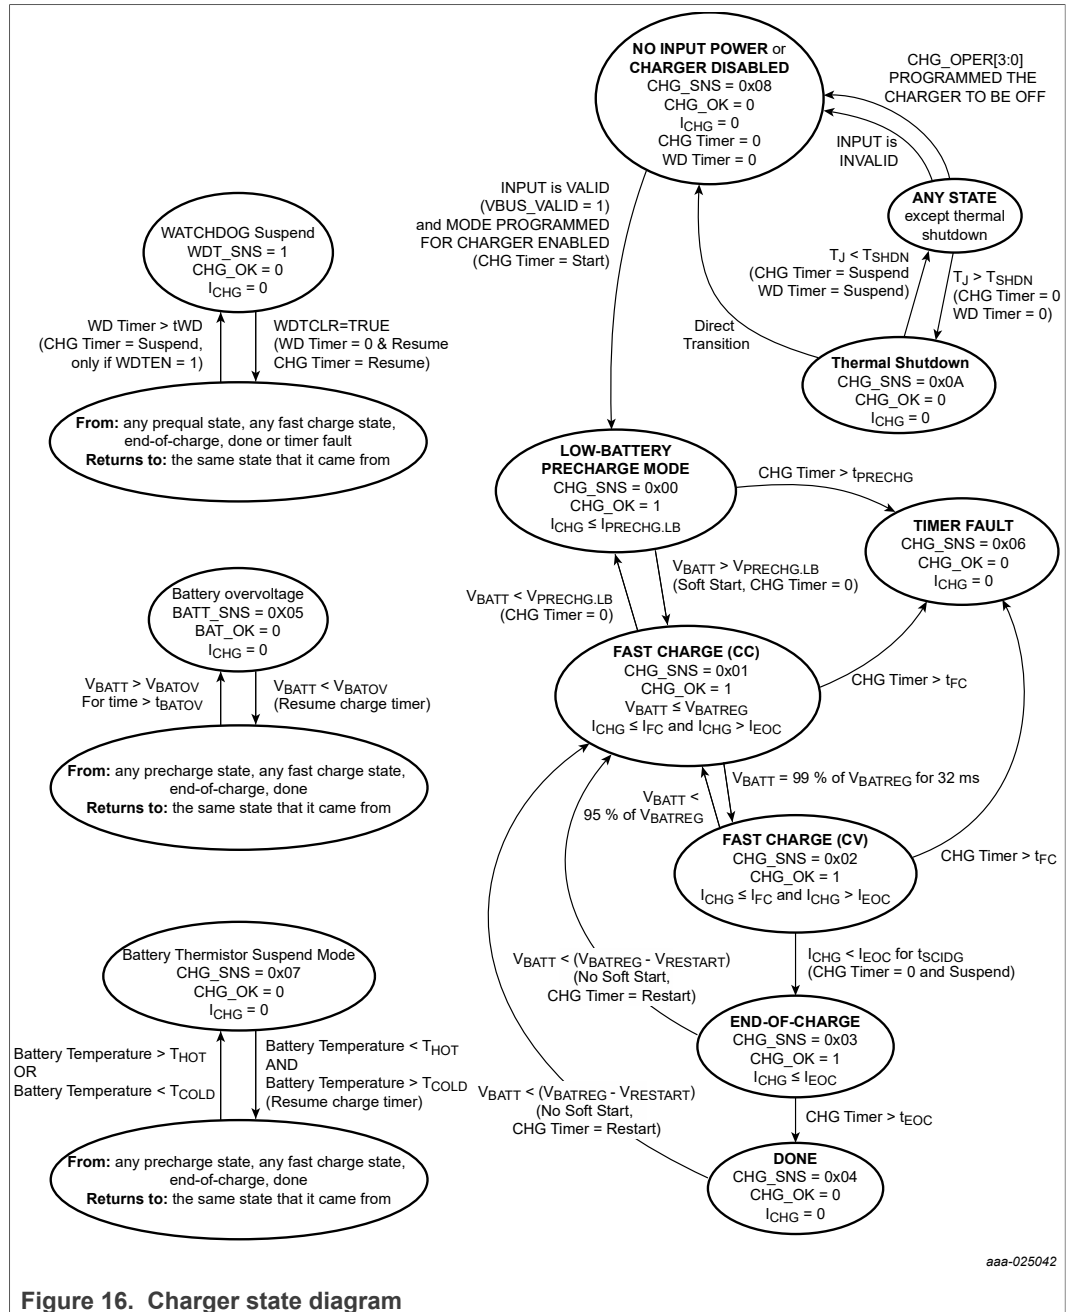 NO INPUT POWER or
CHARGER DISABLED
CHG_SNS = 0x08
CHG_OK = 0
ICHG = 0
CHG Timer = 0
WD Timer = 0
CHG_OPER[3:0]
PROGRAMMED THE
CHARGER TO BE OFF
INPUT is
INVALID
ANY STATE
except thermal
shutdown
INPUT is VALID
(VBUS_VALID = 1)
and MODE PROGRAMMED
FOR CHARGER ENABLED
(CHG Timer = Start)
TJ < TSHDN
(CHG Timer = Suspend
WD Timer = Suspend)
TJ > TSHDN
(CHG Timer = 0
WD Timer = 0)
Direct
Transition
Thermal Shutdown
CHG_SNS = 0x0A
CHG_OK = 0
ICHG = 0
WATCHDOG Suspend
WDT_SNS = 1
CHG_OK = 0
ICHG = 0
WD Timer > tWD
(CHG Timer = Suspend,
only if WDTEN = 1)
WDTCLR=TRUE
(WD Timer = 0 & Resume
CHG Timer = Resume)
From: any prequal state, any fast charge state,
end-of-charge, done or timer fault
Returns to: the same state that it came from
LOW-BATTERY
PRECHARGE MODE
CHG_SNS = 0x00
CHG_OK = 1
ICHG ≤ IPRECHG.LB
CHG Timer > tPRECHG
TIMER FAULT
CHG_SNS = 0x06
CHG_OK = 0
ICHG = 0
VBATT > VPRECHG.LB
(Soft Start, CHG Timer = 0)
VBATT < VPRECHG.LB
(CHG Timer = 0)
Battery overvoltage
BATT_SNS = 0X05
BAT_OK = 0
ICHG = 0
VBATT > VBATOV
For time > tBATOV
VBATT < VBATOV
(Resume charge timer)
From: any precharge state, any fast charge state,
end-of-charge, done
Returns to: the same state that it came from
FAST CHARGE (CC)
CHG_SNS = 0x01
CHG_OK = 1
VBATT ≤ VBATREG
ICHG ≤ IFC and ICHG > IEOC
CHG Timer > tFC
VBATT = 99 % of VBATREG for 32 ms
VBATT <
95 % of VBATREG
FAST CHARGE (CV)
CHG_SNS = 0x02
CHG_OK = 1
ICHG ≤ IFC and ICHG > IEOC
CHG Timer > tFC
ICHG < IEOC for tSCIDG
(CHG Timer = 0 and Suspend)
VBATT < (VBATREG - VRESTART)
(No Soft Start,
CHG Timer = Restart)
END-OF-CHARGE
CHG_SNS = 0x03
CHG_OK = 1
ICHG ≤ IEOC
CHG Timer > tEOC
VBATT < (VBATREG - VRESTART)
(No Soft Start,
CHG Timer = Restart)
DONE
CHG_SNS = 0x04
CHG_OK = 0
ICHG = 0
Battery Thermistor Suspend Mode
CHG_SNS = 0x07
CHG_OK = 0
ICHG = 0
Battery Temperature > THOT
OR
Battery Temperature < TCOLD
Battery Temperature < THOT
AND
Battery Temperature > TCOLD
(Resume charge timer)
From: any precharge state, any fast charge state,
end-of-charge, done
Returns to: the same state that it came from
aaa-025042
Figure 16. Charger state diagram